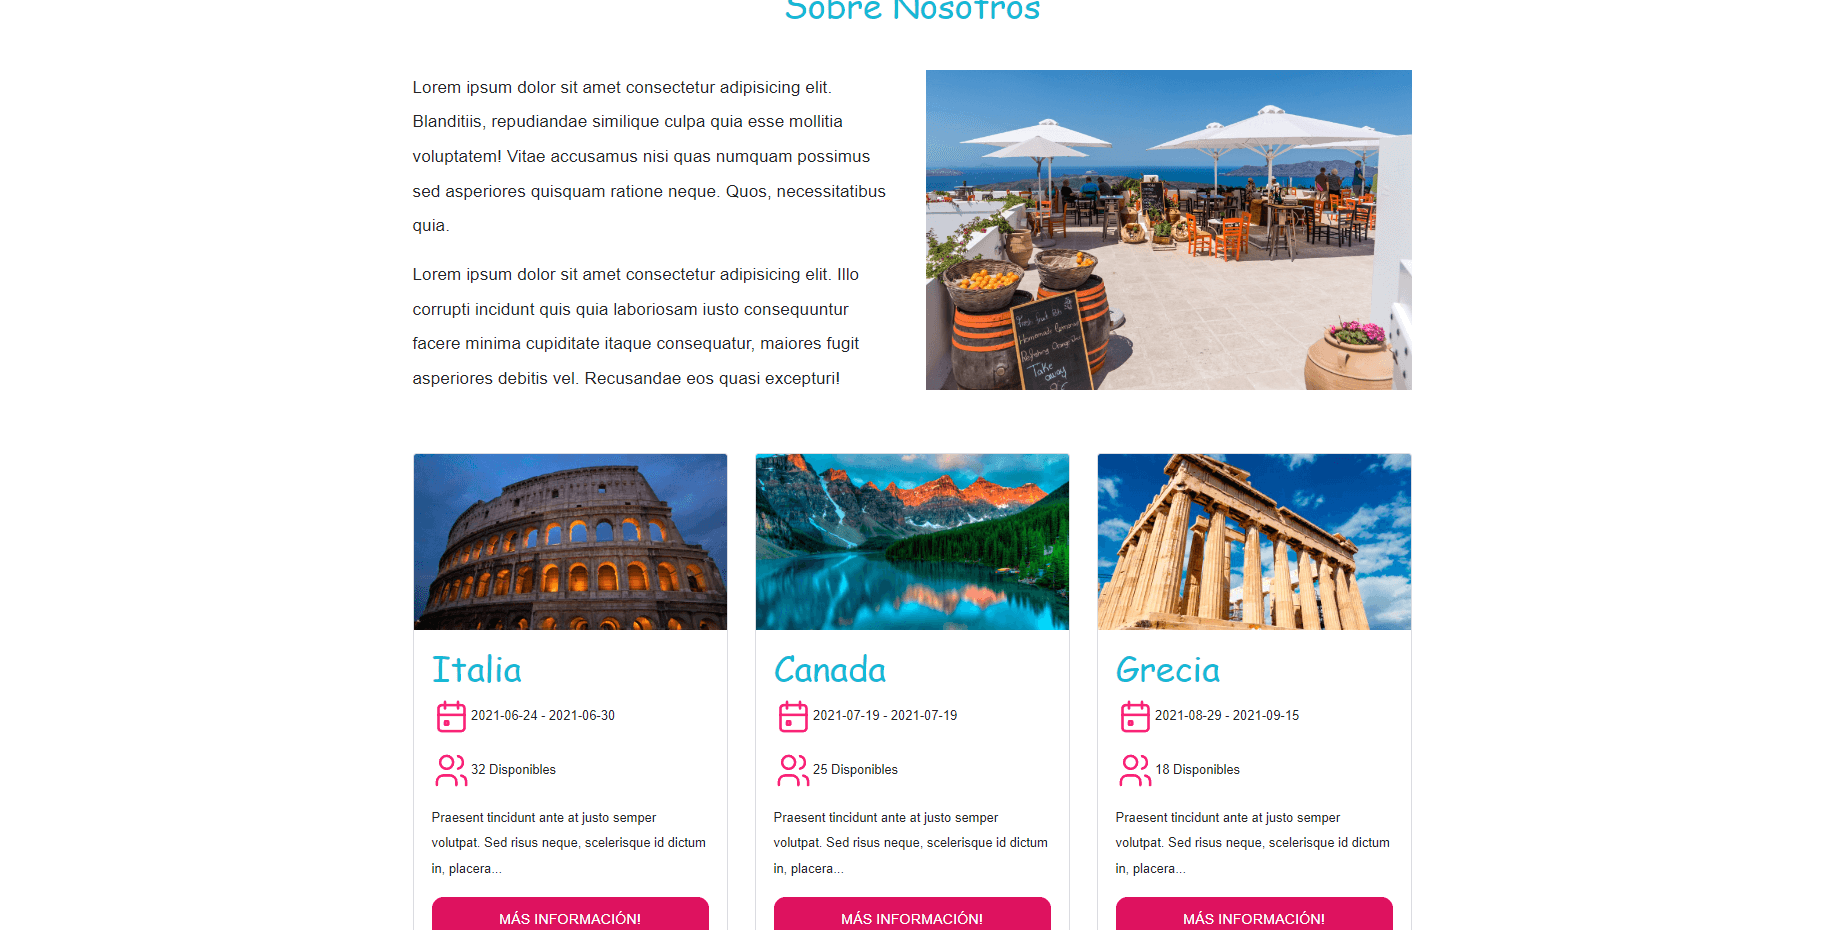 Sobre Nosotros
Lorem ipsum dolor sit amet consectetur adipisicing elit.
Blanditiis, repudiandae similique culpa quia esse mollitia
voluptatem! Vitae accusamus nisi quas numquam possimus
sed asperiores quisquam ratione neque. Quos, necessitatibus
quia.
Lorem ipsum dolor sit amet consectetur adipisicing elit. Illo
corrupti incidunt quis quia laboriosam iusto consequuntur
facere minima cupiditate itaque consequatur, maiores fugit
asperiores debitis vel. Recusandae eos quasi excepturi!
Homemade
Take
away
Italia
2021-06-24 - 2021-06-30
32 Disponibles
Praesent tincidunt ante at justo semper
volutpat. Sed risus neque, scelerisque id dictum
in, placera...
MÁS INFORMACIÓN!
Canada
2021-07-19 - 2021-07-19
25 Disponibles
Praesent tincidunt ante at justo semper
volutpat. Sed risus neque, scelerisque id dictum
in, placera...
MÁS INFORMACIÓN!
Grecia
2021-08-29 - 2021-09-15
18 Disponibles
Praesent tincidunt ante at justo semper
volutpat. Sed risus neque, scelerisque id dictum
in, placera...
MÁS INFORMACIÓN!